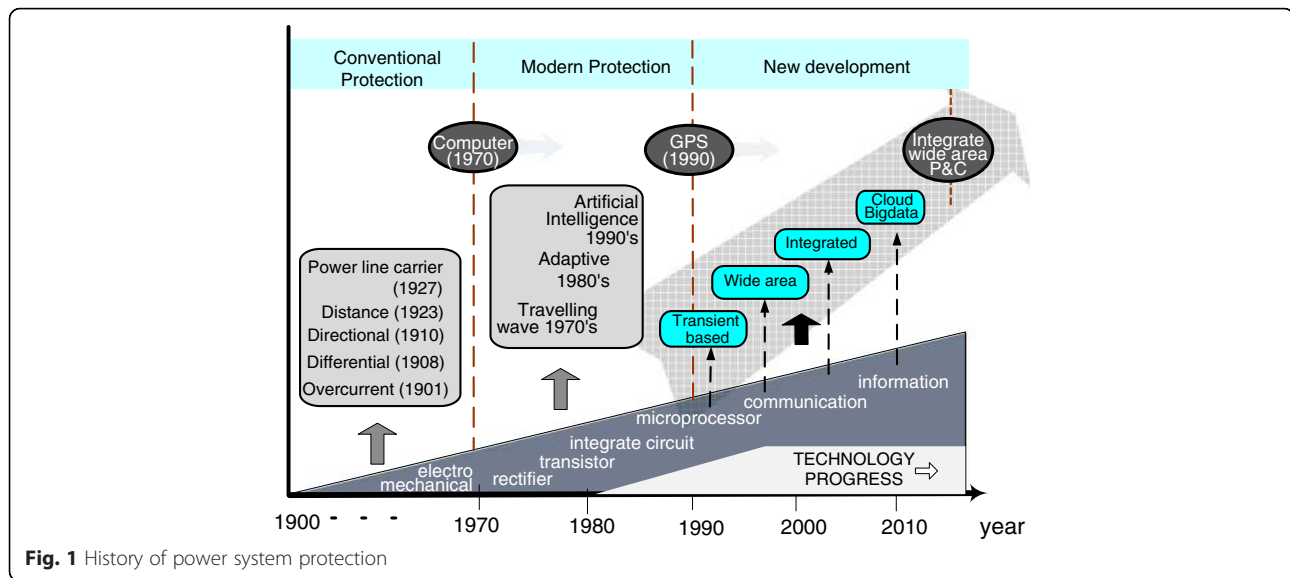 Conventional
Protection
Modern Protection
New development
Computer
(1970)
GPS
(1990)
Integrate
wide area
P&C
Power line carrier
(1927)
Distance (1923)
Directional (1910)
Differential (1908)
Overcurrent (1901)
Artificial
Intelligence
1990's
Adaptive
1980's
Travelling
wave 1970's
Transient
based
Wide area
Integrated
Cloud
Bigdata
electro
mechanical
rectifier
transistor
integrate circuit
microprocessor
communication
information
TECHNOLOGY
PROGRESS
1900 - - - 1970 1980 1990 2000 2010 year
Fig. 1 History of power system protection